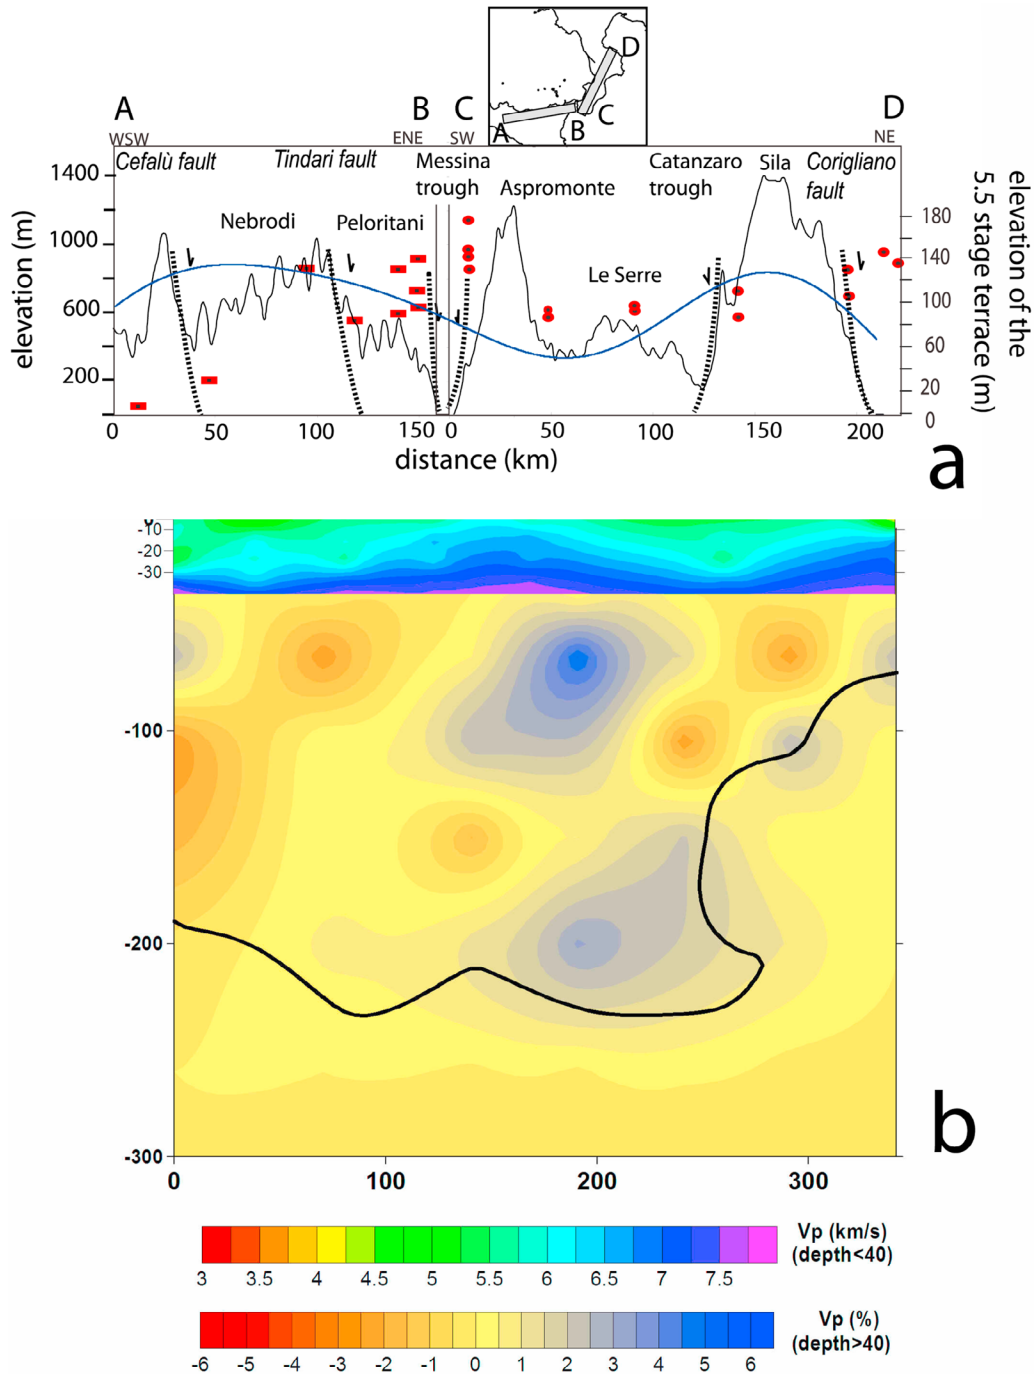 D
A
B
C
A
B
C
D
WSW
ENE
SW
NE
Cefalù fault
Tindari fault
Messina
trough
Aspromonte
Catanzaro
trough
Sila
Corigliano
fault
Nebrodi
Peloritani
Le Serre
elevation (m)
1400
1000
600
200
180
140
100
60
20
0
elevation of the
5.5 stage terrace (m)
0 50 100 150 0 50 100 150 200
distance (km)
a
-10
-20
-30
-100
-200
-300
0 100 200 300
b
Vp (km/s)
(depth<40)
3 3.5 4 4.5 5 5.5 6 6.5 7 7.5
Vp (%)
(depth>40)
-6 -5 -4 -3 -2 -1 0 1 2 3 4 5 6